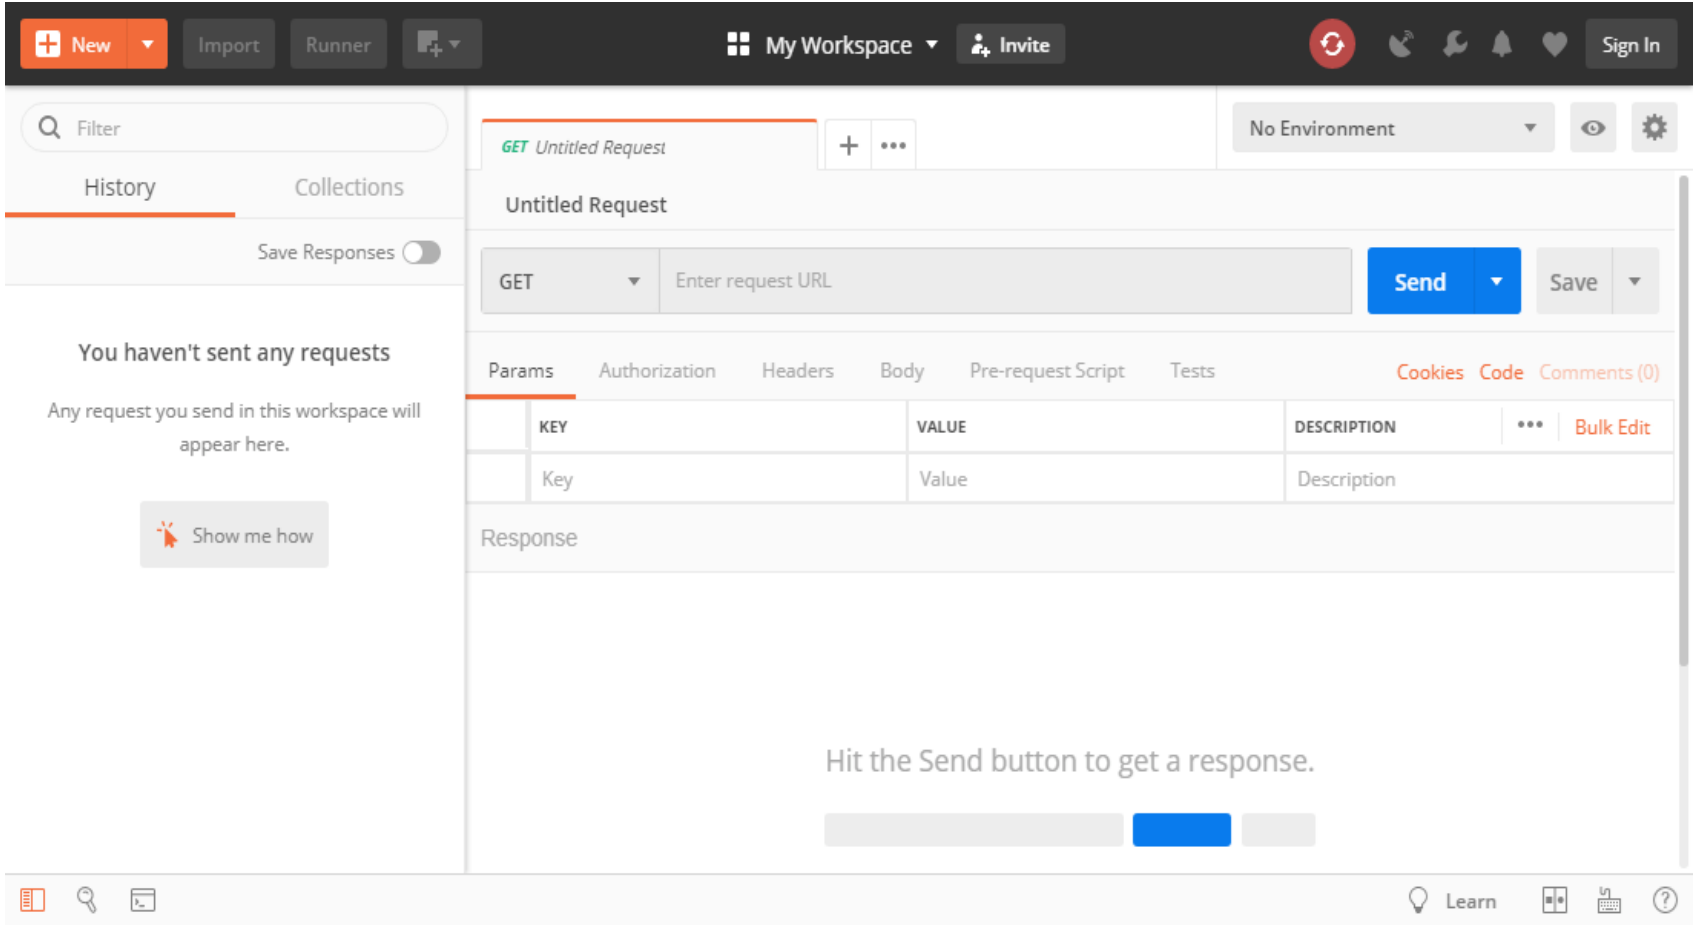 New
Import
Runner
My Workspace
Invite
Sign In
Filter
History
Collections
Save Responses
You haven't sent any requests
Any request you send in this workspace will
appear here.
Show me how
GET Untitled Request
No Environment
Untitled Request
GET
Enter request URL
Send
Save
Params
Authorization
Headers
Body
Pre-request Script
Tests
Cookies
Code
Comments (0)
KEY
VALUE
DESCRIPTION
Bulk Edit
Key
Value
Description
Response
Hit the Send button to get a response.
Learn